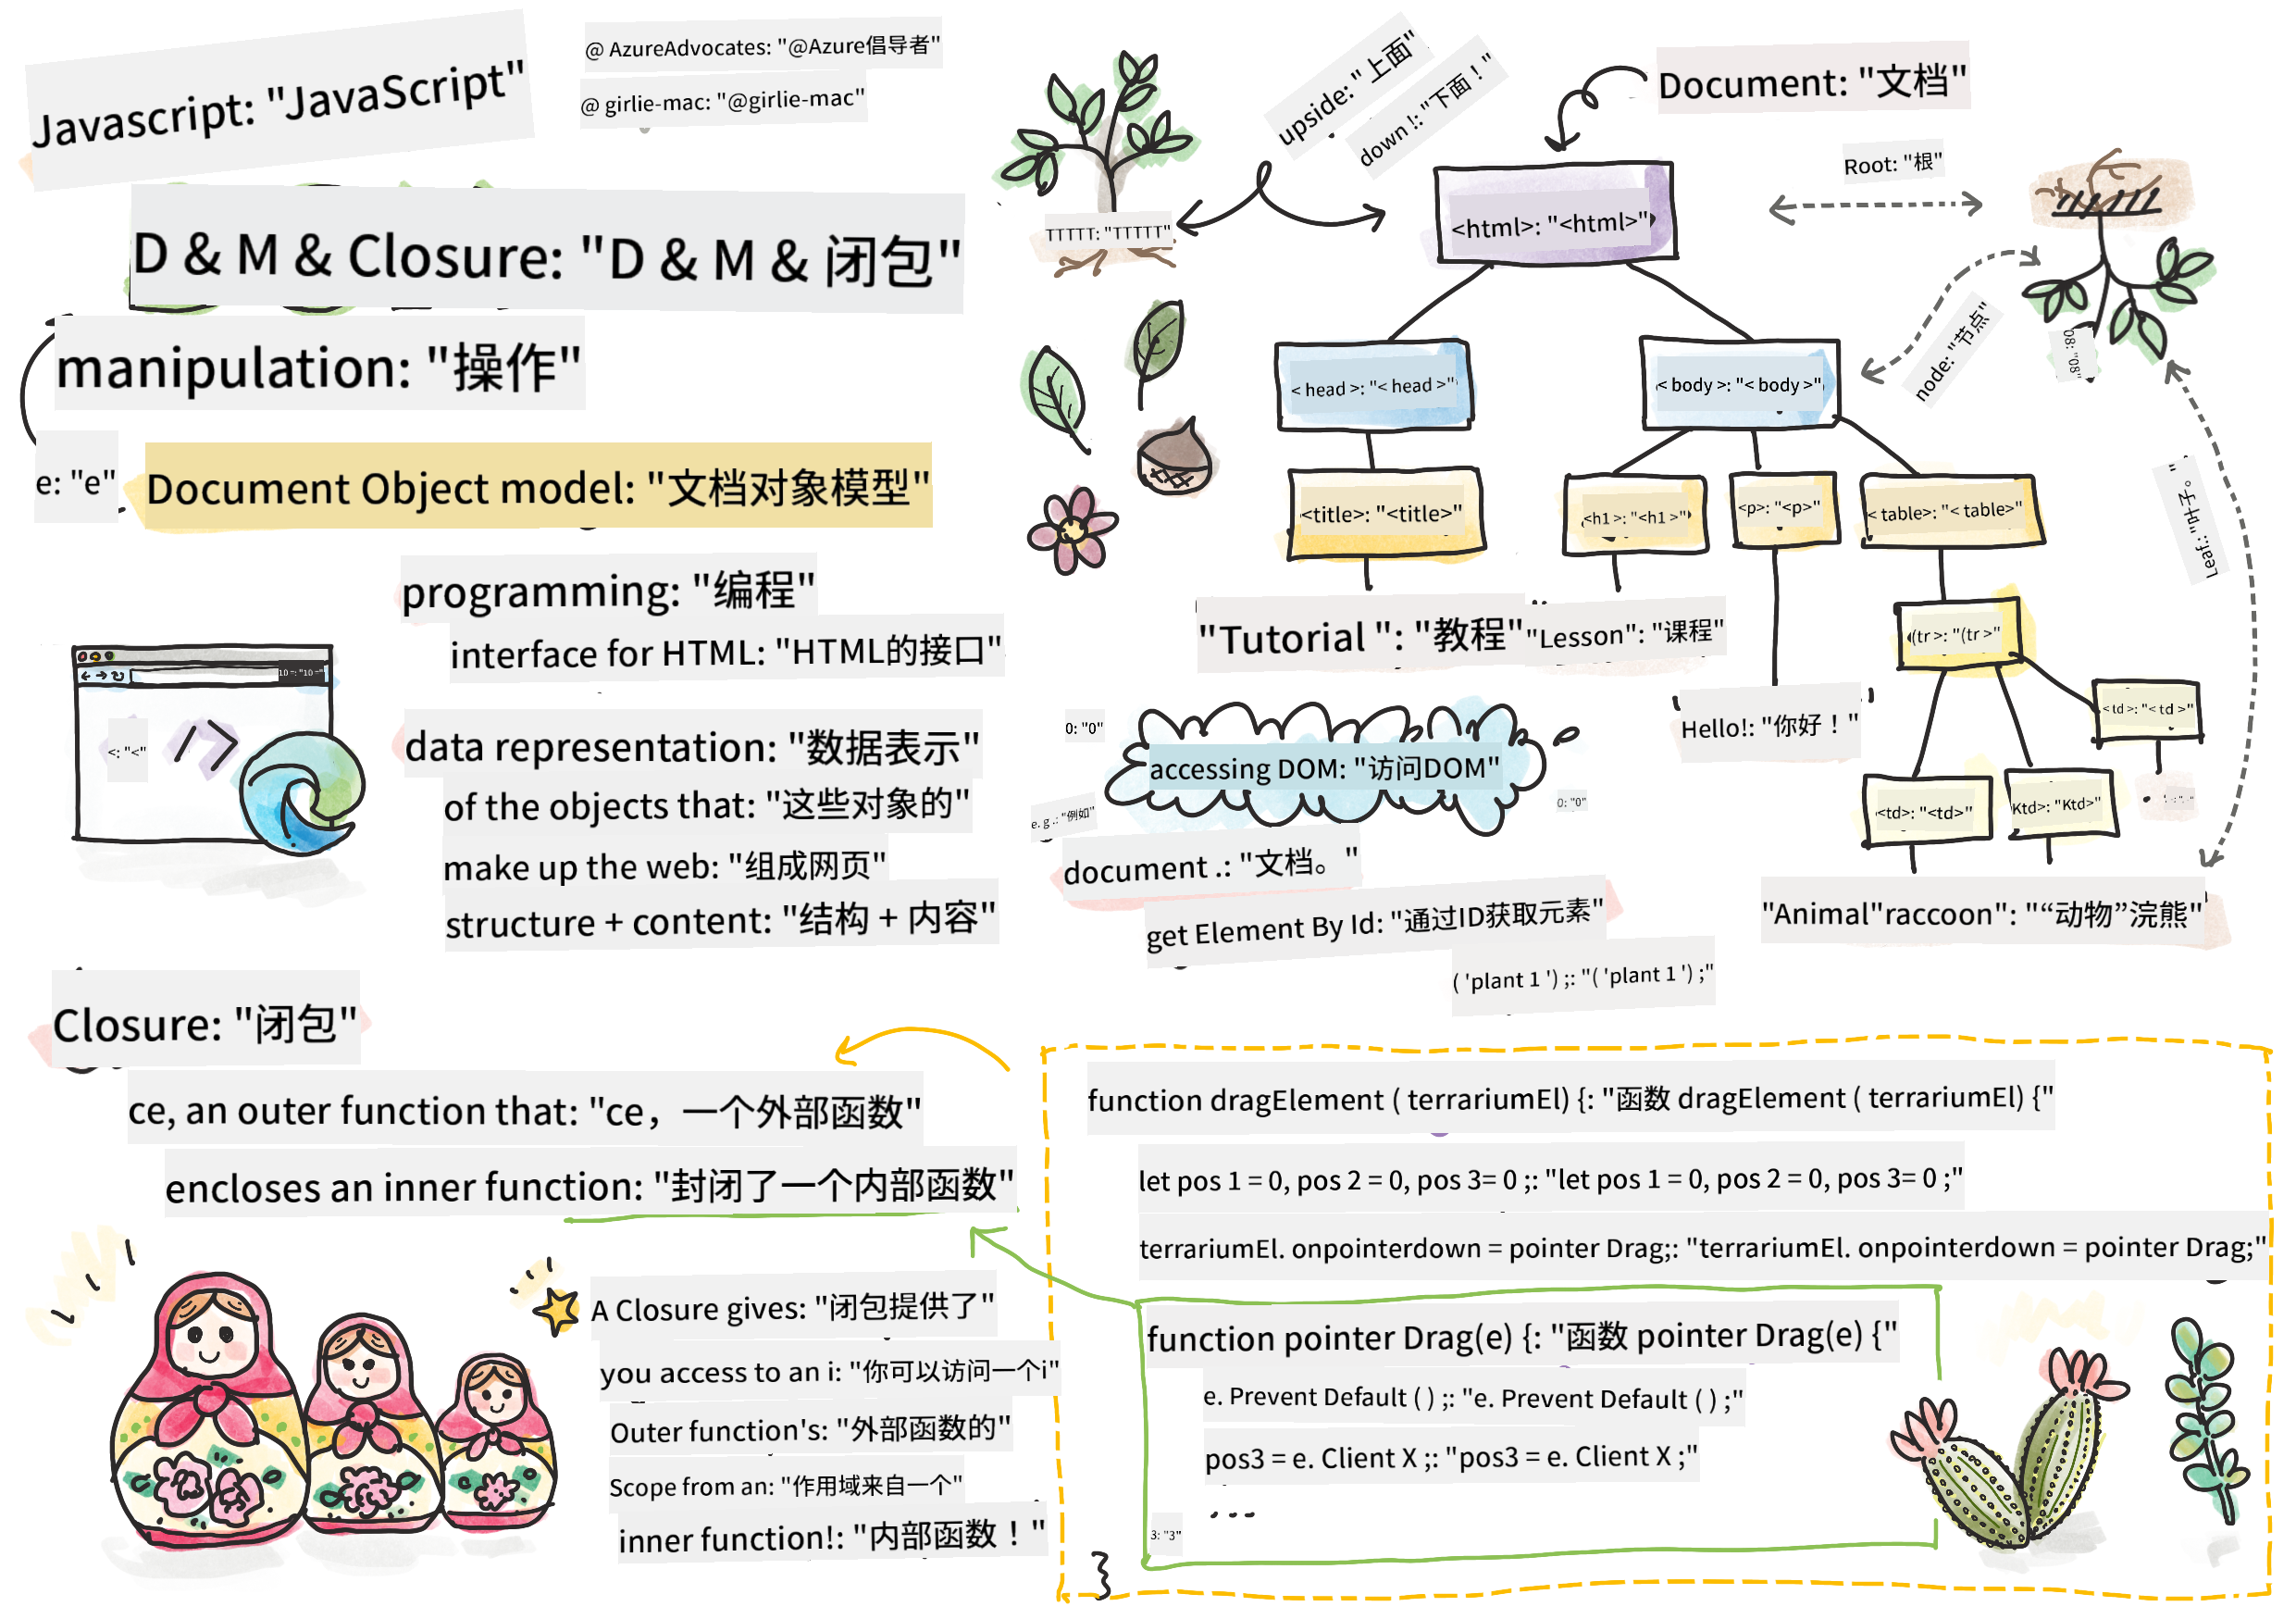 Javascript: "JavaScript"
@ AzureAdvocates: "@Azure倡导者"
@ girlie-mac: "@girlie-mac"
D & M & Closure: "D & M & 闭包"
manipulation: "操作"
e: "e"
Document Object model: "文档对象模型"
programming: "编程"
interface for HTML: "HTML的接口"
data representation: "数据表示"
of the objects that: "这些对象的"
make up the web: "组成网页"
structure + content: "结构 + 内容"
10 =: "10 ="
<: "<"
/>
upside: "上面"
down !: "下面！"
TTTTT: "TTTTT"
Document: "文档"
Root: "根"
<html>: "<html>"
node: "节点"
08: "08"
< head >: "< head >"
< body >: "< body >"
<title>: "<title>"
<h1 >: "<h1 >"
<p>: "<p>"
< table>: "< table>"
Leaf.: "叶子。"
"Tutorial ": "教程"
"Lesson": "课程"
(tr >: "(tr >"
Hello!: "你好！"
< td >: "< td >"
<td>: "<td>"
Ktd>: "Ktd>"
"Animal"raccoon": "“动物”浣熊"
0: "0"
accessing DOM: "访问DOM"
0: "0"
e. g .: "例如"
document .: "文档。"
get Element By Id: "通过ID获取元素"
( 'plant 1 ') ;: "( 'plant 1 ') ;"
Closure: "闭包"
ce, an outer function that: "ce，一个外部函数"
encloses an inner function: "封闭了一个内部函数"
A Closure gives: "闭包提供了"
you access to an i: "你可以访问一个i"
Outer function's: "外部函数的"
Scope from an: "作用域来自一个"
inner function!: "内部函数！"
function dragElement ( terrariumEl) {: "函数 dragElement ( terrariumEl) {"
let pos 1 = 0, pos 2 = 0, pos 3= 0 ;: "let pos 1 = 0, pos 2 = 0, pos 3= 0 ;"
terrariumEl. onpointerdown = pointer Drag;: "terrariumEl. onpointerdown = pointer Drag;"
function pointer Drag(e) {: "函数 pointer Drag(e) {"
e. Prevent Default ( ) ;: "e. Prevent Default ( ) ;"
pos3 = e. Client X ;: "pos3 = e. Client X ;"
...
3: "3"
}